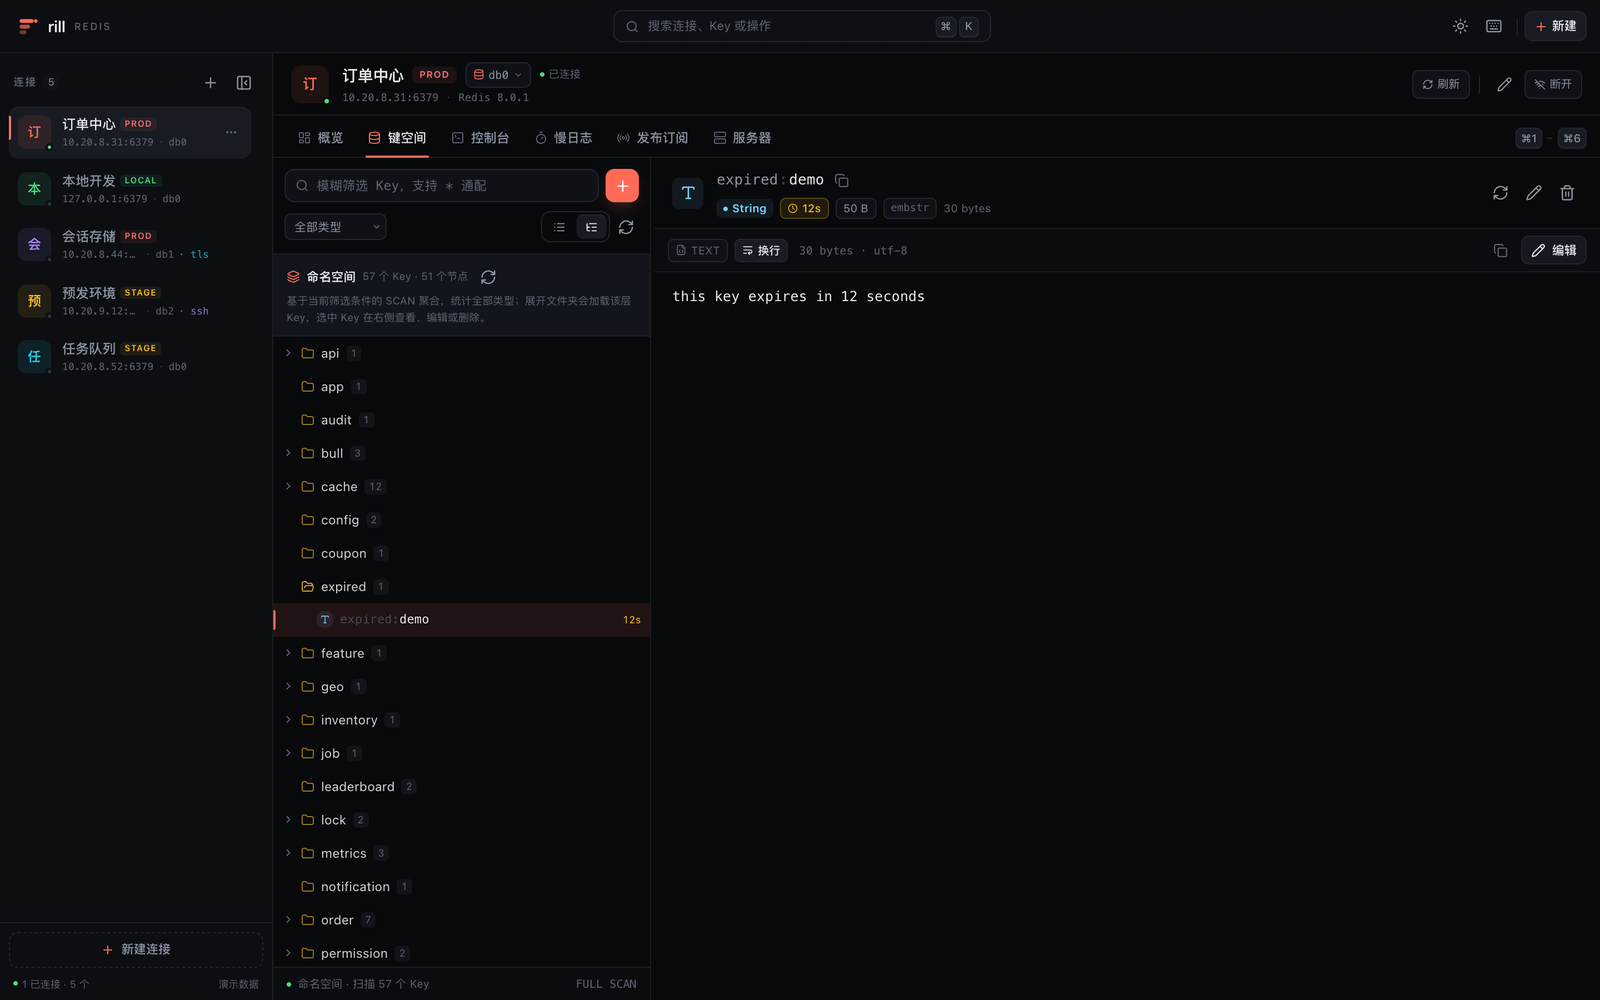 rill REDIS
搜索连接、Key 或操作 ⌘ K
新建
连接 5
订单中心 PROD
10.20.8.31:6379 · db0
本地开发 LOCAL
127.0.0.1:6379 · db0
会话存储 PROD
10.20.8.44:… · db1 · tls
预发环境 STAGE
10.20.9.12:… · db2 · ssh
任务队列 STAGE
10.20.8.52:6379 · db0
订
本
会
预
任
新建连接
1 已连接 · 5 个 演示数据
订 订单中心 PROD db0 已连接
10.20.8.31:6379 · Redis 8.0.1
刷新 断开
概览 键空间 控制台 慢日志 发布订阅 服务器 ⌘1 – ⌘6
模糊筛选 Key，支持 * 通配
全部类型
命名空间 57 个 Key · 51 个节点
基于当前筛选条件的 SCAN 聚合，统计全部类型；展开文件夹会加载该层
Key，选中 Key 在右侧查看、编辑或删除。
api 1
app 1
audit 1
bull 3
cache 12
config 2
coupon 1
expired 1
T expired:demo 12s
feature 1
geo 1
inventory 1
job 1
leaderboard 2
lock 2
metrics 3
notification 1
order 7
permission 2
命名空间 · 扫描 57 个 Key FULL SCAN
T expired:demo
String 12s 50 B embstr 30 bytes
TEXT 换行 30 bytes · utf-8 编辑
this key expires in 12 seconds